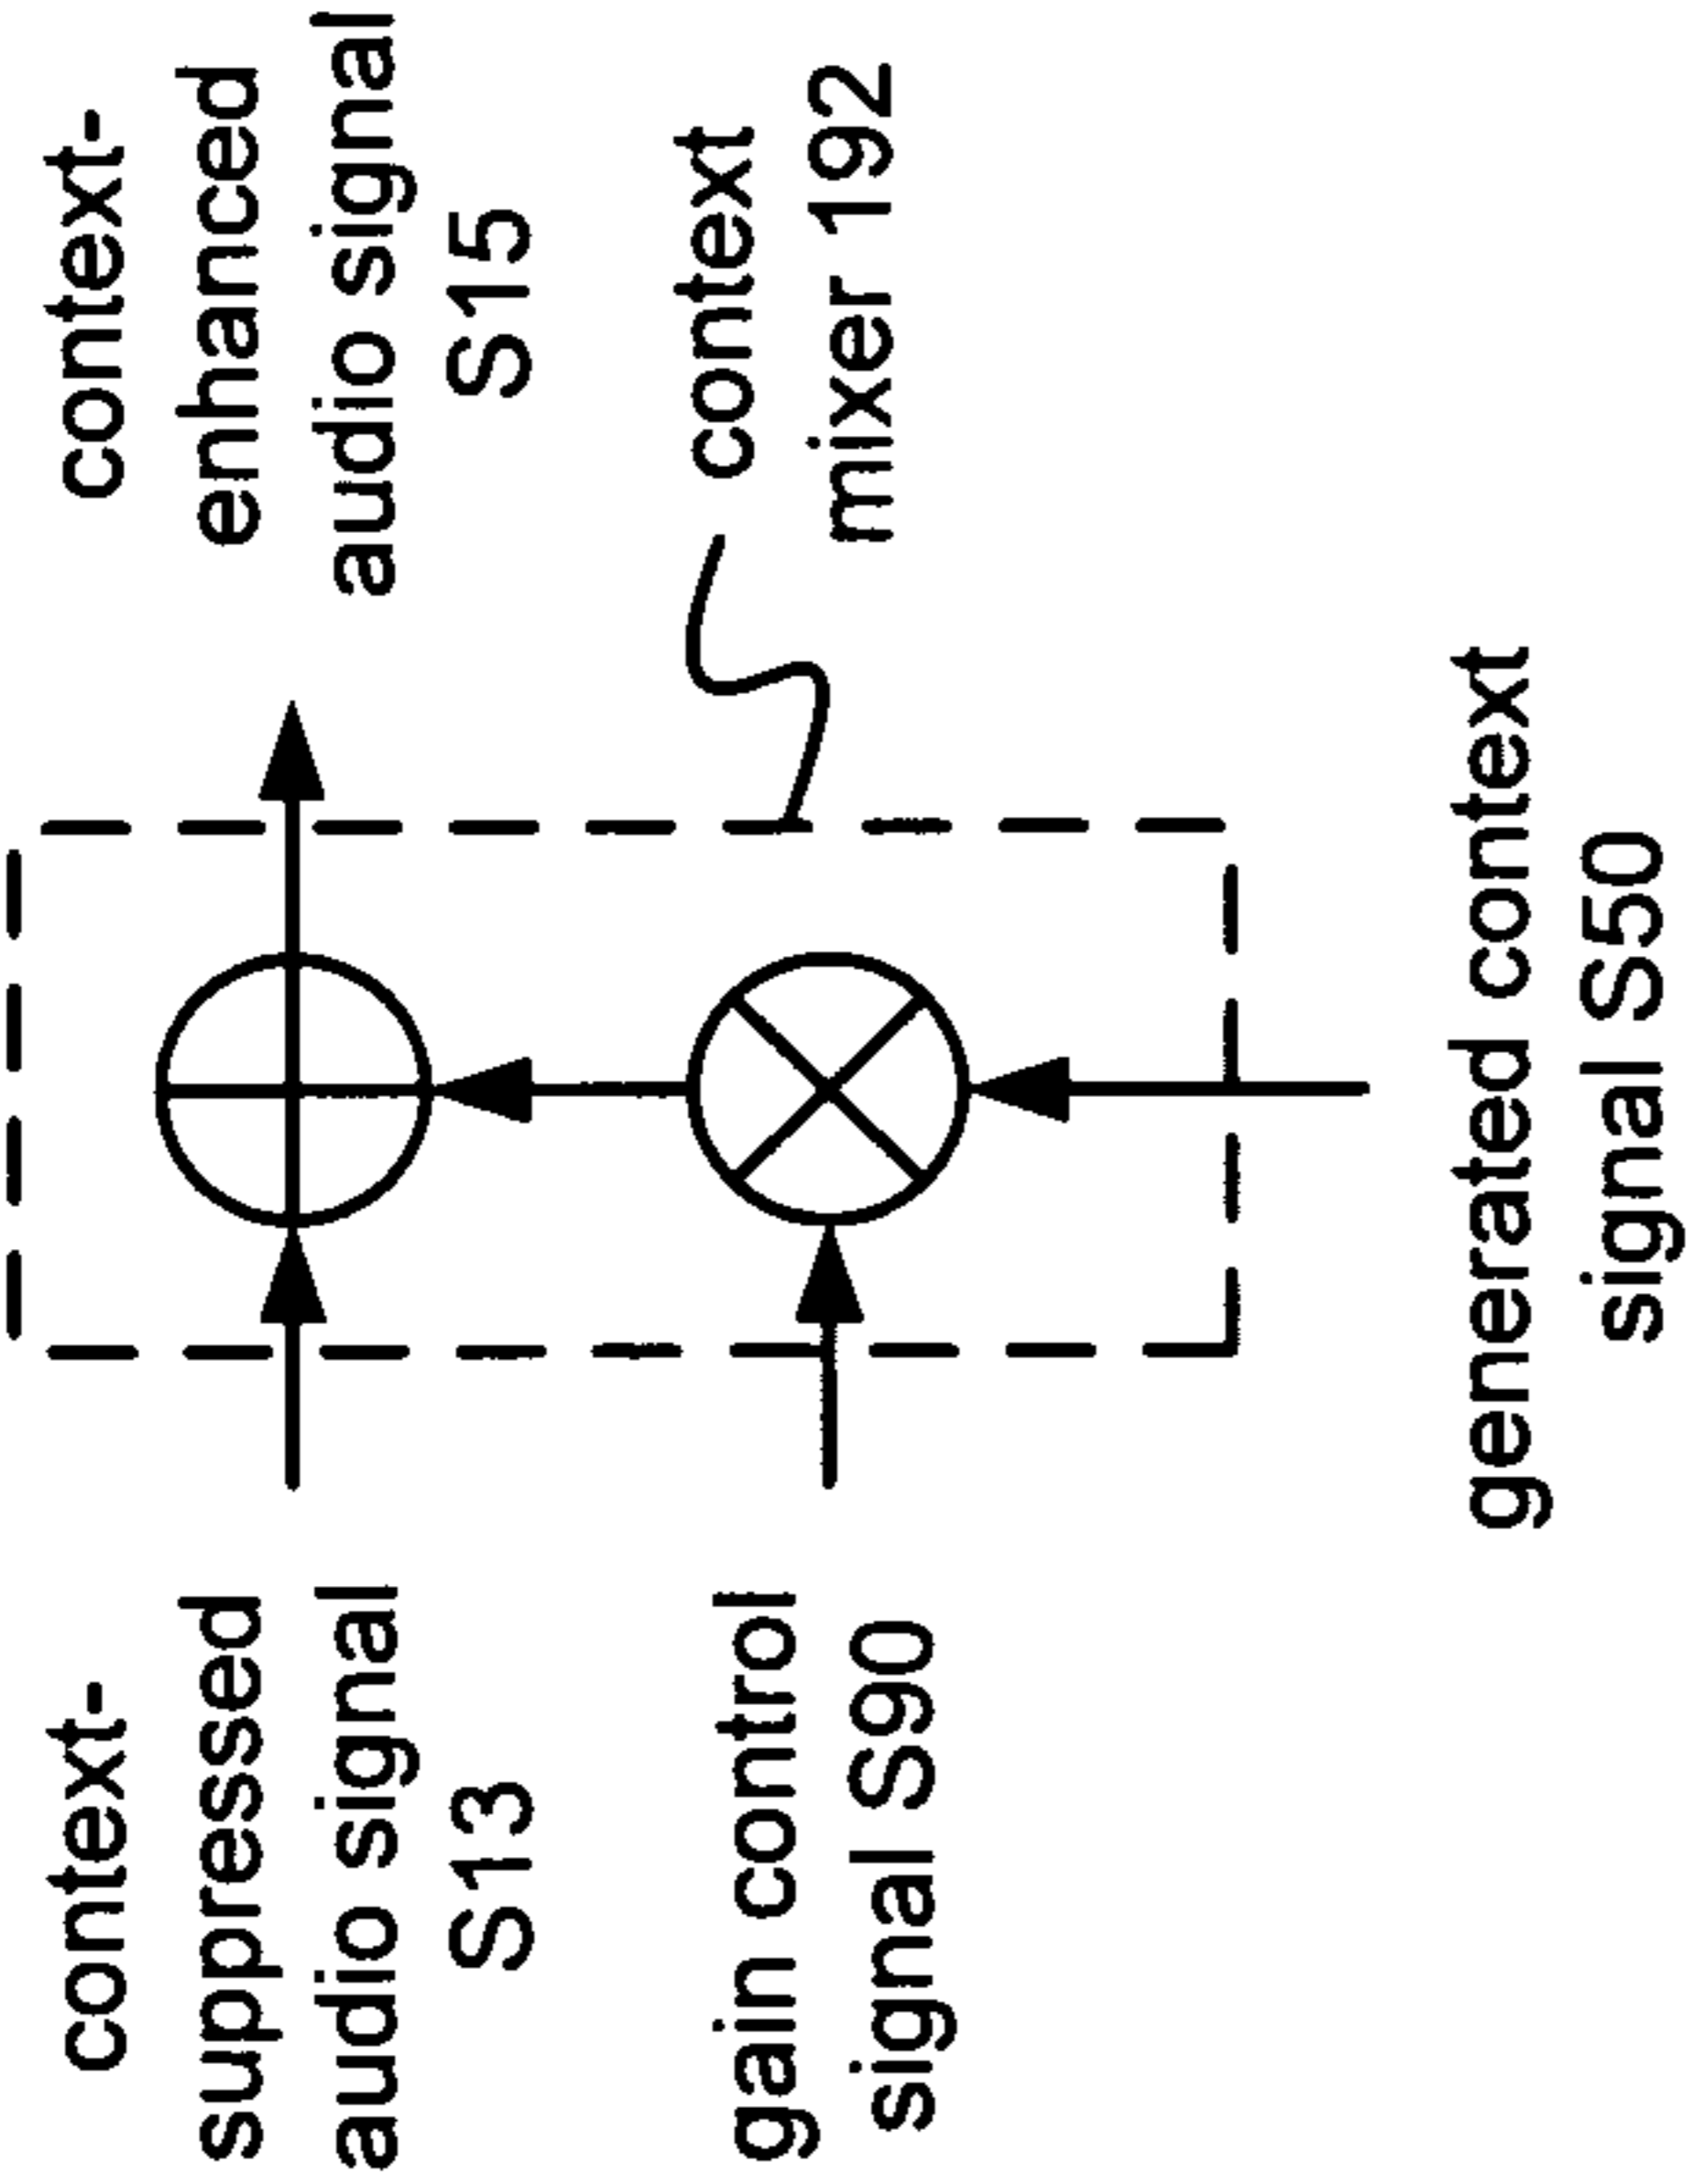 context-
suppressed
audio signal
S13
context-
enhanced
audio signal
S15
gain control
signal S90
context
mixer 192
generated context
signal S50